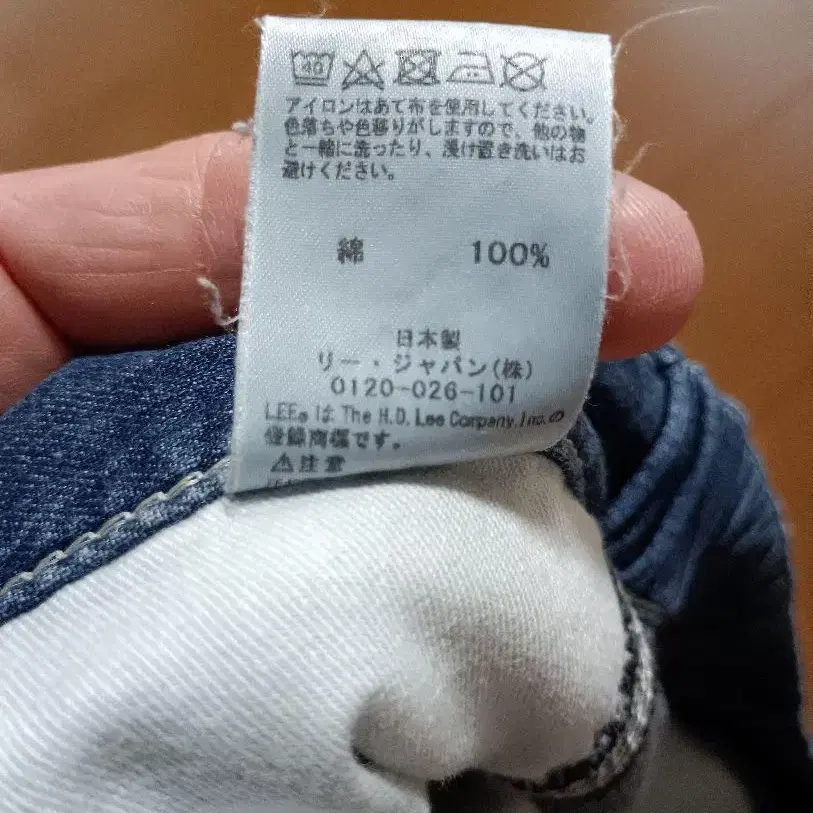 40
アイロンはあて布を使用してください。
色落ちや色移りがしますので、他の物
と一緒に洗ったり、浸け置き洗いはお
避けください。
綿 100%
日本製
リー・ジャパン(株)
0120-026-101
LEE® は The H.D. Lee Company, Inc.の
登録商標です。
⚠注意